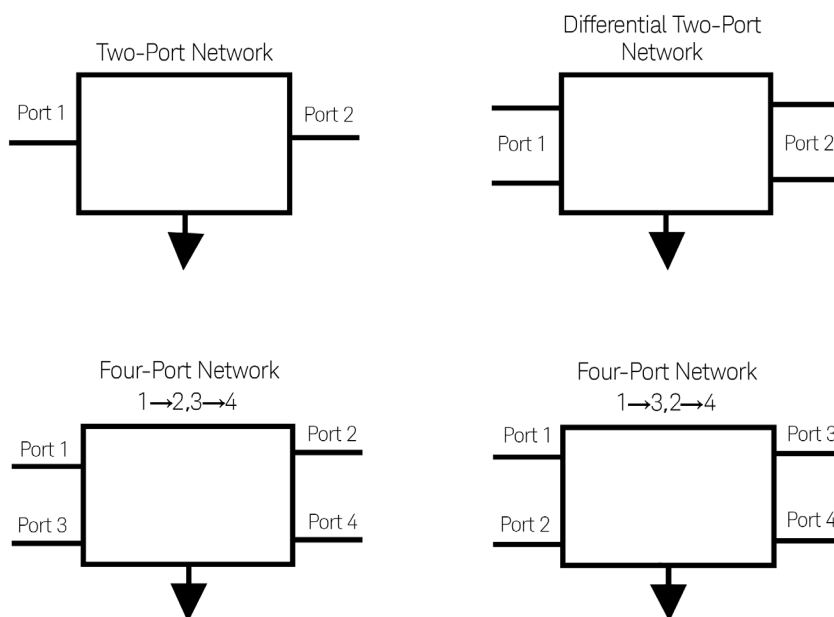 Two-Port Network
Port 1
Port 2
Differential Two-Port
Network
Port 1
Port 2
Four-Port Network
1→2,3→4
Port 1
Port 2
Port 3
Port 4
Four-Port Network
1→3,2→4
Port 1
Port 3
Port 2
Port 4